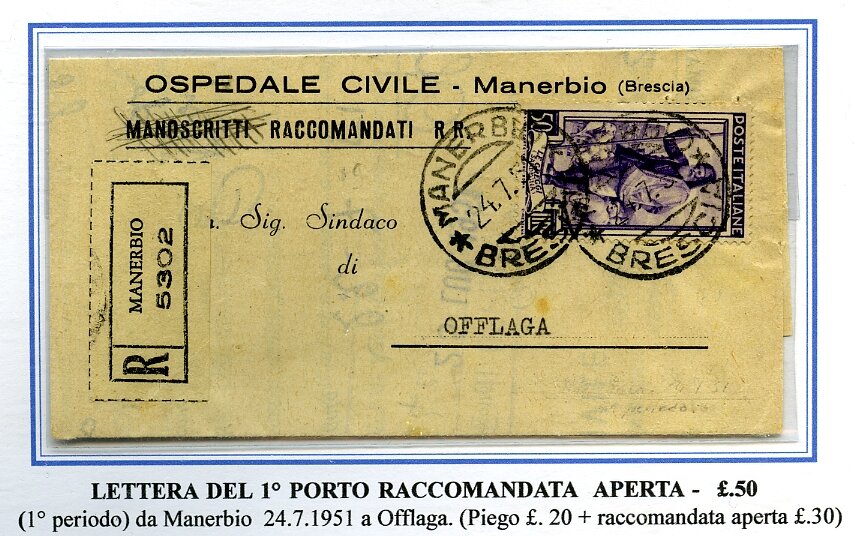 OSPEDALE CIVILE - Manerbio (Brescia)
MANOSCRITTI RACCOMANDATI R R.
POSTE ITALIANE
50
MANERBIO
* BRESCIA
24.7.5
MANERBIO
5302
R
. Sig. Sindaco
di
OFFLAGA
LETTERA DEL 1° PORTO RACCOMANDATA APERTA - £.50
(1° periodo) da Manerbio 24.7.1951 a Offlaga. (Piego £. 20 + raccomandata aperta £.30)